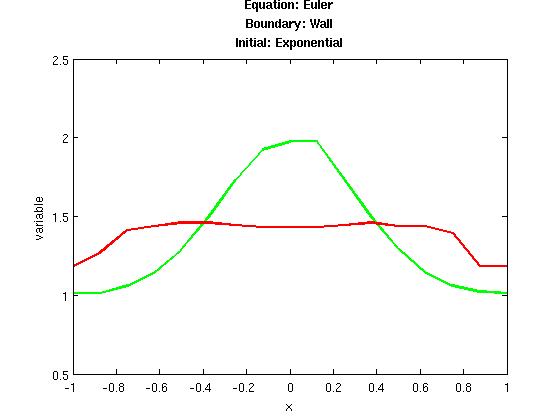 Equation: Euler
Boundary: Wall
Initial: Exponential
2.5
2
1.5
1
0.5
variable
-1 -0.8 -0.6 -0.4 -0.2 0 0.2 0.4 0.6 0.8 1
x